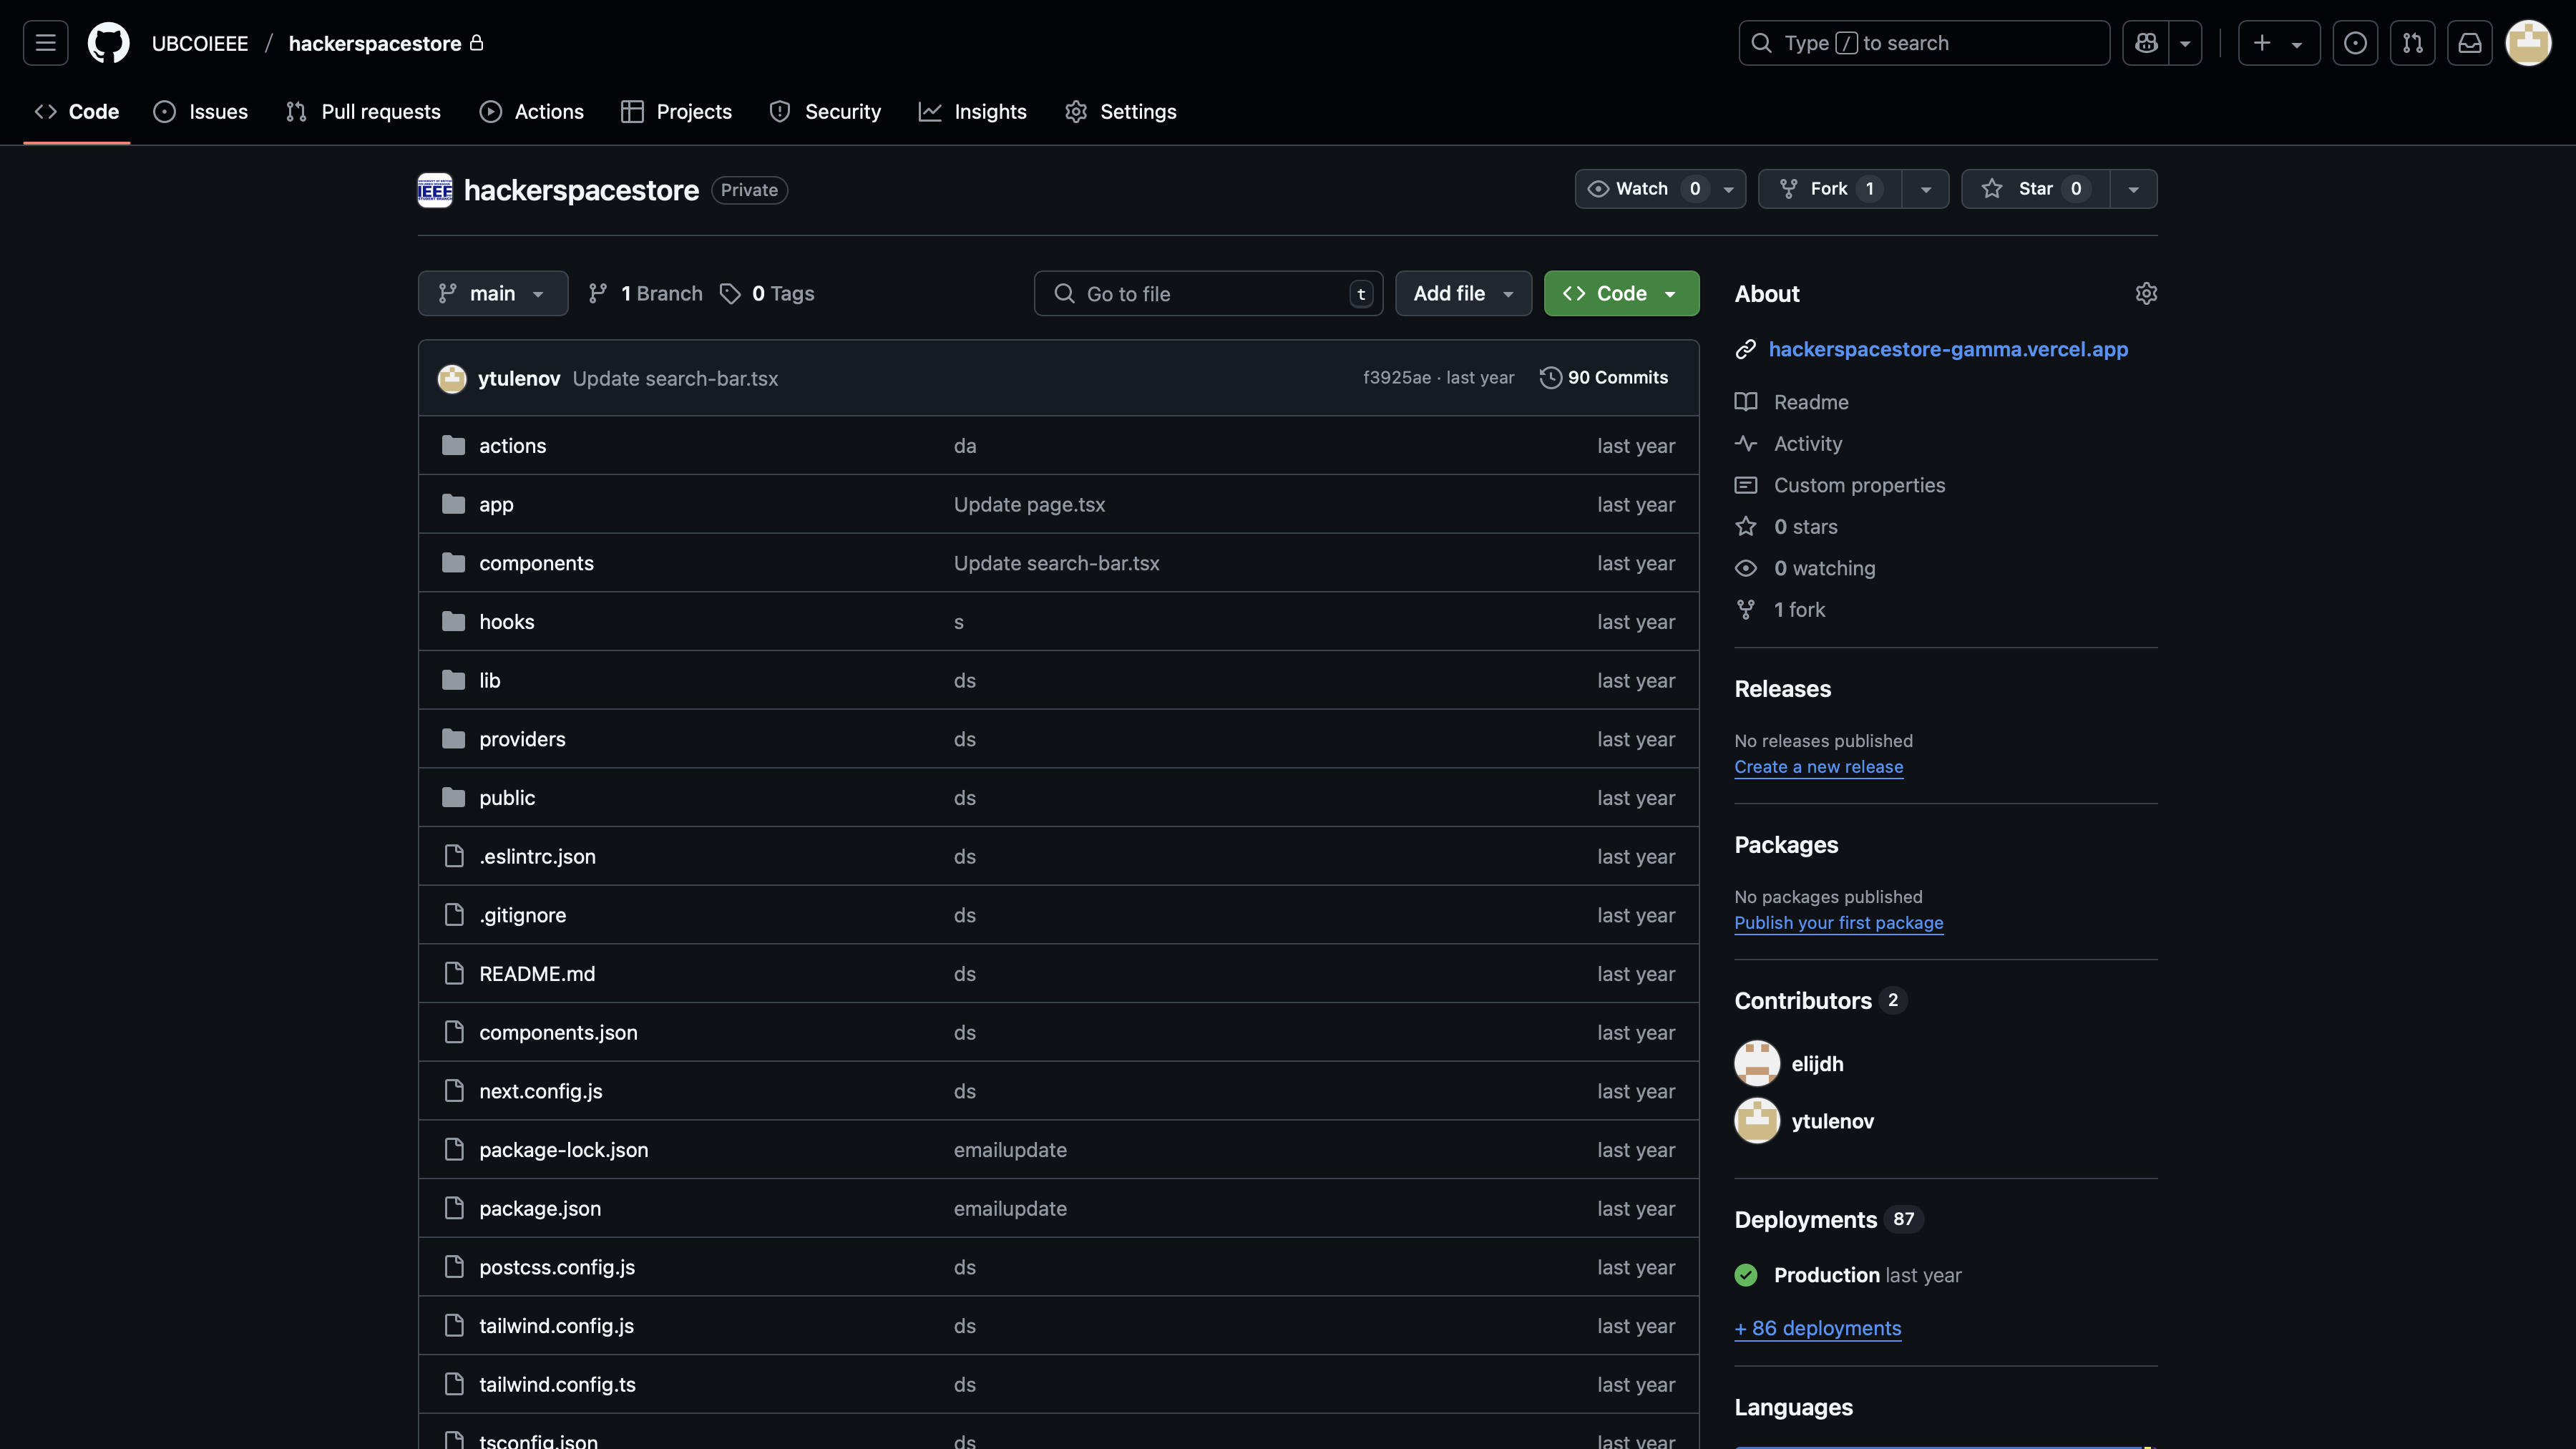 UBCOIEEE / hackerspacestore
Type / to search
Code Issues Pull requests Actions Projects Security Insights Settings
IEEE hackerspacestore Private
Watch 0 Fork 1 Star 0
main 1 Branch 0 Tags
Go to file t Add file Code
ytulenov Update search-bar.tsx f3925ae · last year 90 Commits
actions da last year
app Update page.tsx last year
components Update search-bar.tsx last year
hooks s last year
lib ds last year
providers ds last year
public ds last year
.eslintrc.json ds last year
.gitignore ds last year
README.md ds last year
components.json ds last year
next.config.js ds last year
package-lock.json emailupdate last year
package.json emailupdate last year
postcss.config.js ds last year
tailwind.config.js ds last year
tailwind.config.ts ds last year
tsconfig.json ds last year
About
hackerspacestore-gamma.vercel.app
Readme
Activity
Custom properties
0 stars
0 watching
1 fork
Releases
No releases published
Create a new release
Packages
No packages published
Publish your first package
Contributors 2
elijdh
ytulenov
Deployments 87
Production last year
+ 86 deployments
Languages